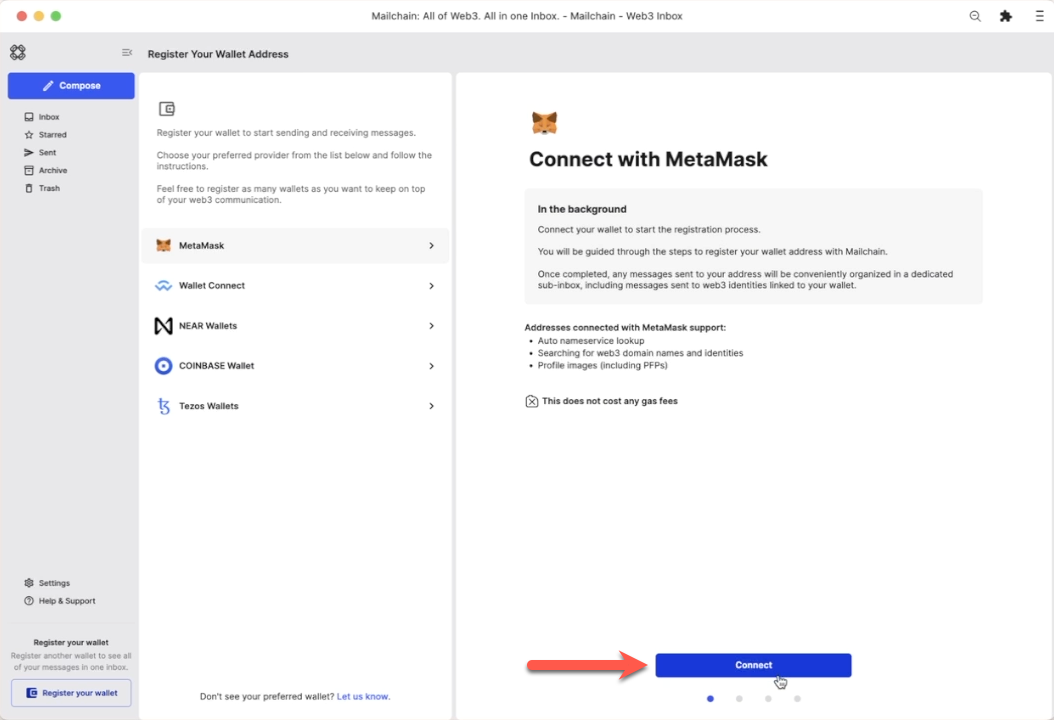 Mailchain: All of Web3. All in one Inbox. - Mailchain - Web3 Inbox
Register Your Wallet Address
Compose
Inbox
Starred
Sent
Archive
Trash
Settings
Help & Support
Register your wallet
Register another wallet to see all
of your messages in one inbox.
Register your wallet
Register your wallet to start sending and receiving messages.
Choose your preferred provider from the list below and follow the
instructions.
Feel free to register as many wallets as you want to keep on top
of your web3 communication.
MetaMask
Wallet Connect
NEAR Wallets
COINBASE Wallet
Tezos Wallets
Don't see your preferred wallet? Let us know.
Connect with MetaMask
In the background
Connect your wallet to start the registration process.
You will be guided through the steps to register your wallet address with Mailchain.
Once completed, any messages sent to your address will be conveniently organized in a dedicated
sub-inbox, including messages sent to web3 identities linked to your wallet.
Addresses connected with MetaMask support:
• Auto nameservice lookup
• Searching for web3 domain names and identities
• Profile images (including PFPs)
This does not cost any gas fees
Connect